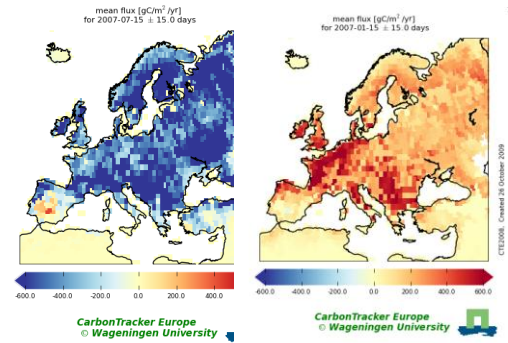 mean flux [gC/m² /yr]
for 2007-07-15 ± 15.0 days
-600.0 -400.0 -200.0 0.0 200.0 400.0
CarbonTracker Europe
© Wageningen University
mean flux [gC/m² /yr]
for 2007-01-15 ± 15.0 days
CTE2008, Created 26 October 2009
-600.0 -400.0 -200.0 0.0 200.0 400.0 600.0
CarbonTracker Europe
© Wageningen University